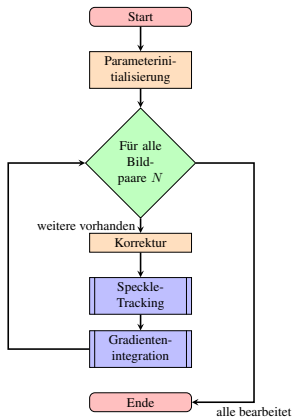 Start
Parameterini-
tialisierung
Für alle
Bild-
paare N
weitere vorhanden
Korrektur
Speckle-
Tracking
Gradienten-
integration
Ende
alle bearbeitet